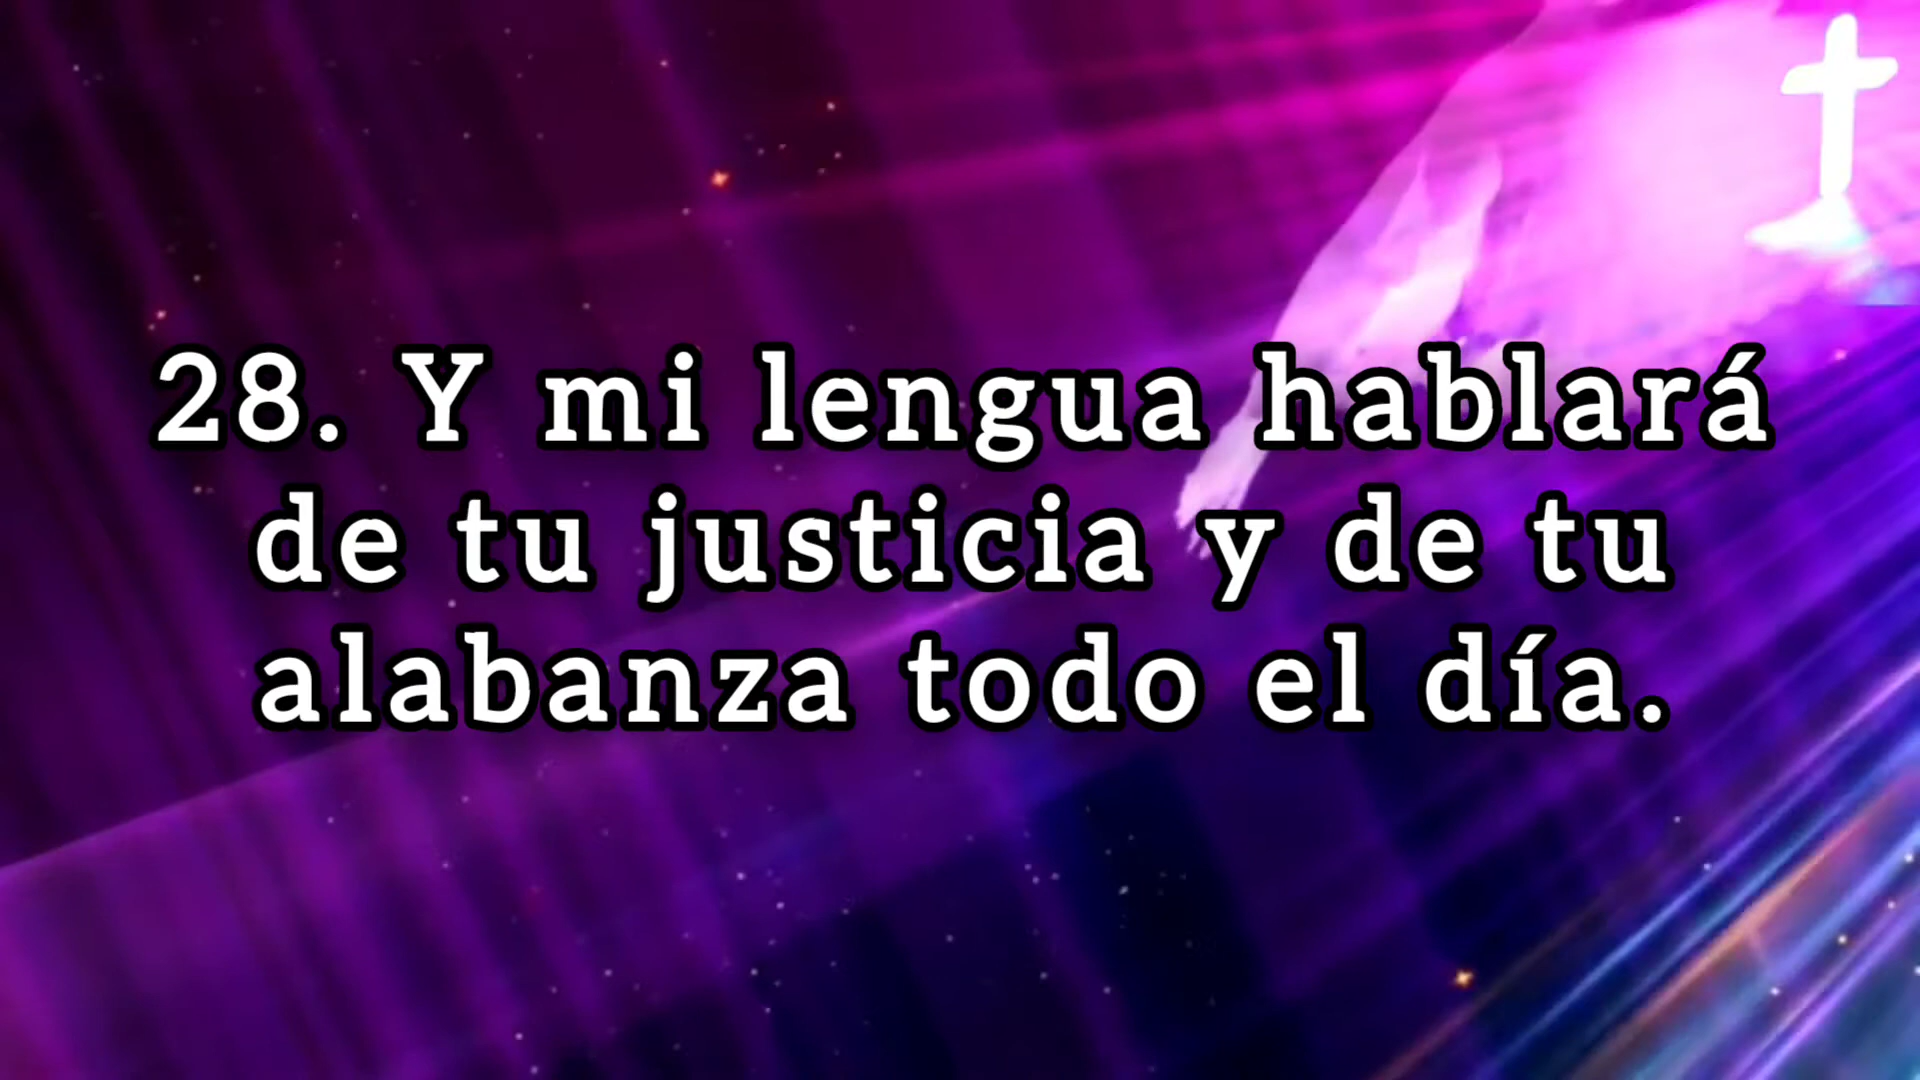 28. Y mi lengua hablará
de tu justicia y de tu
alabanza todo el día.